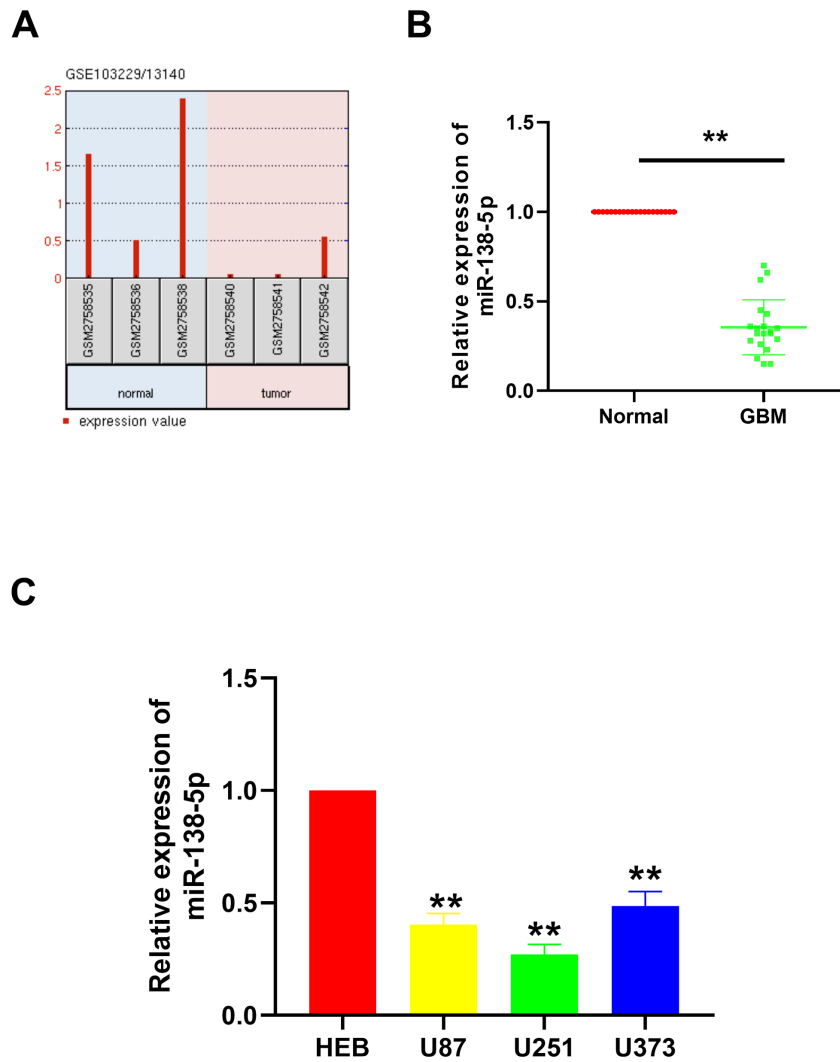 A
GSE103229/13140
2.5
2
1.5
1
0.5
0
GSM2758535
GSM2758536
GSM2758538
GSM2758540
GSM2758541
GSM2758542
normal
tumor
expression value
B
Relative expression of
miR-138-5p
1.5
1.0
0.5
0.0
**
Normal
GBM
C
Relative expression of
miR-138-5p
1.5
1.0
0.5
0.0
**
**
**
HEB
U87
U251
U373